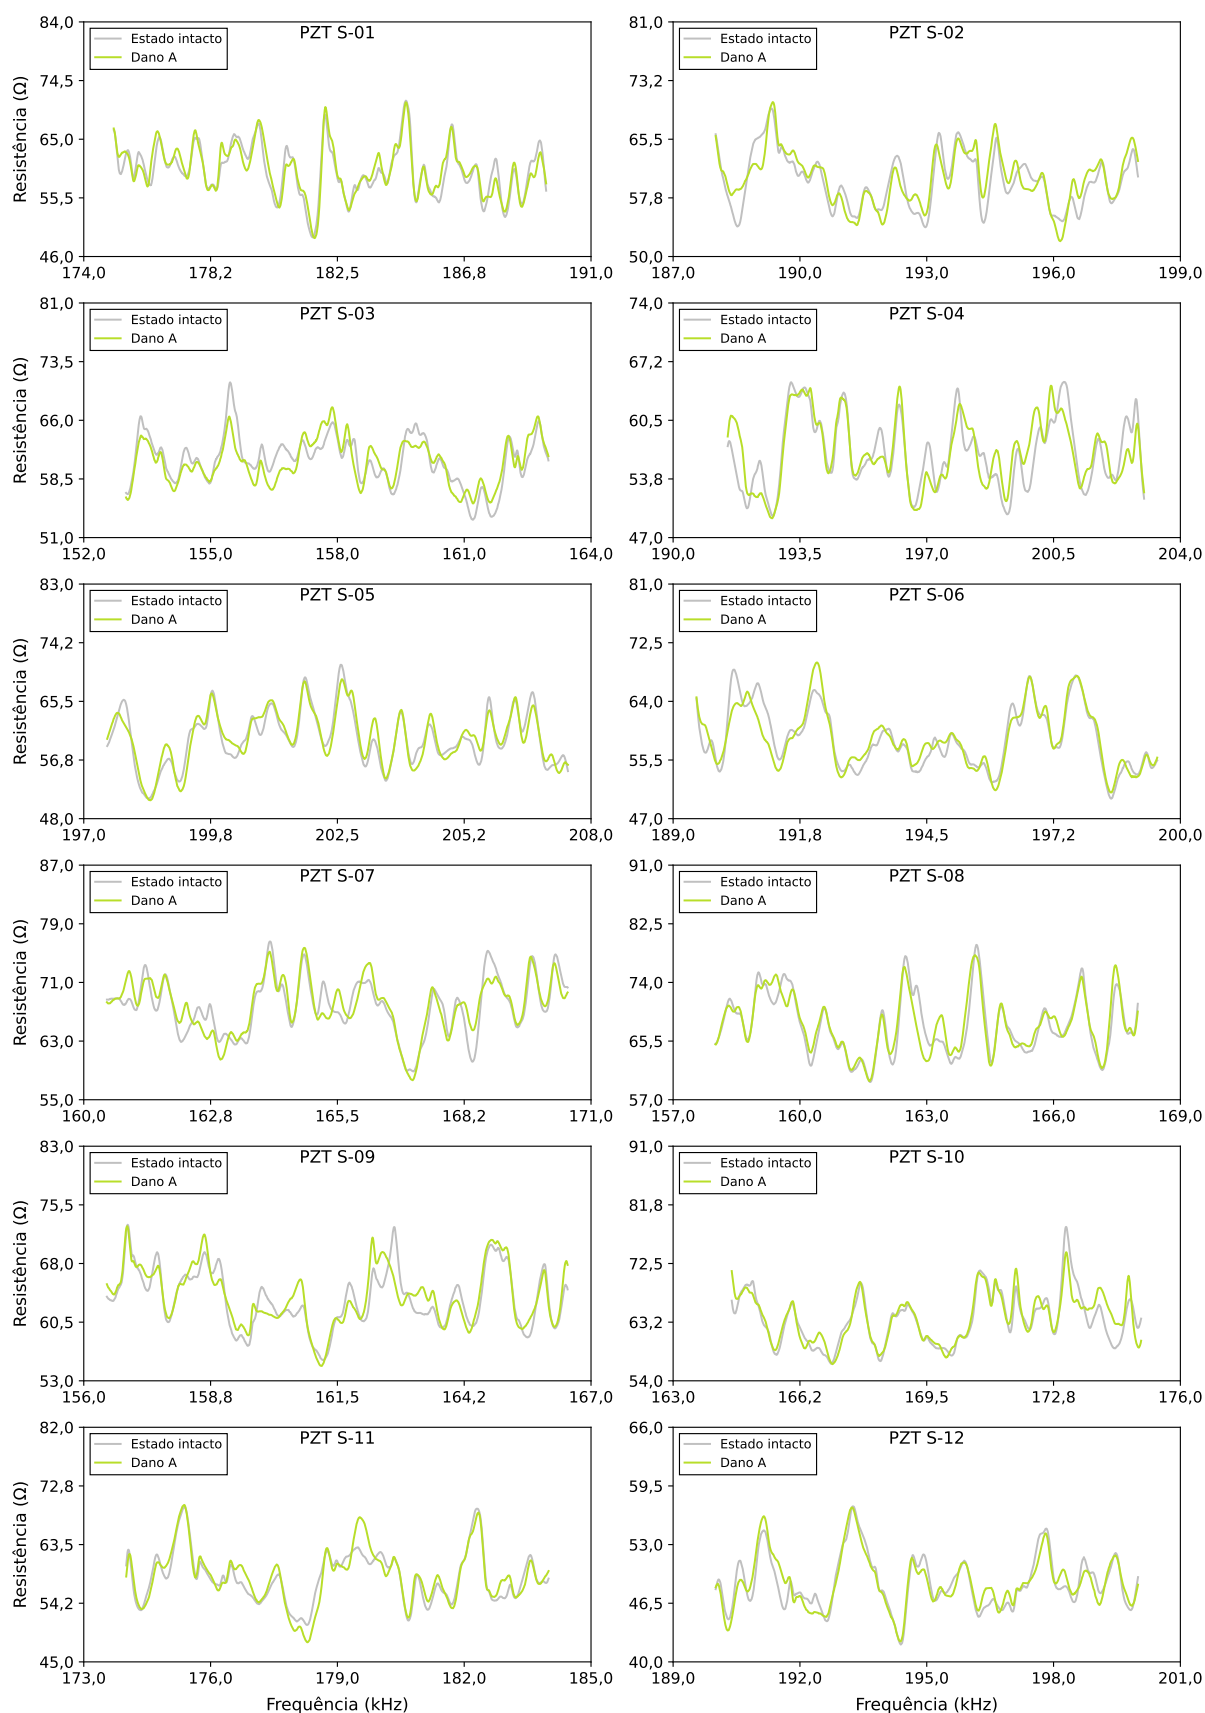 PZT S-01
Estado intacto
Dano A
Resistência (Ω)
84,0
74,5
65,0
55,5
46,0
174,0 178,2 182,5 186,8 191,0
PZT S-02
Estado intacto
Dano A
81,0
73,2
65,5
57,8
50,0
187,0 190,0 193,0 196,0 199,0
PZT S-03
Estado intacto
Dano A
Resistência (Ω)
81,0
73,5
66,0
58,5
51,0
152,0 155,0 158,0 161,0 164,0
PZT S-04
Estado intacto
Dano A
74,0
67,2
60,5
53,8
47,0
190,0 193,5 197,0 200,5 204,0
PZT S-05
Estado intacto
Dano A
Resistência (Ω)
83,0
74,2
65,5
56,8
48,0
197,0 199,8 202,5 205,2 208,0
PZT S-06
Estado intacto
Dano A
81,0
72,5
64,0
55,5
47,0
189,0 191,8 194,5 197,2 200,0
PZT S-07
Estado intacto
Dano A
Resistência (Ω)
87,0
79,0
71,0
63,0
55,0
160,0 162,8 165,5 168,2 171,0
PZT S-08
Estado intacto
Dano A
91,0
82,5
74,0
65,5
57,0
157,0 160,0 163,0 166,0 169,0
PZT S-09
Estado intacto
Dano A
Resistência (Ω)
83,0
75,5
68,0
60,5
53,0
156,0 158,8 161,5 164,2 167,0
PZT S-10
Estado intacto
Dano A
91,0
81,8
72,5
63,2
54,0
163,0 166,2 169,5 172,8 176,0
PZT S-11
Estado intacto
Dano A
Resistência (Ω)
82,0
72,8
63,5
54,2
45,0
173,0 176,0 179,0 182,0 185,0
Frequência (kHz)
PZT S-12
Estado intacto
Dano A
66,0
59,5
53,0
46,5
40,0
189,0 192,0 195,0 198,0 201,0
Frequência (kHz)